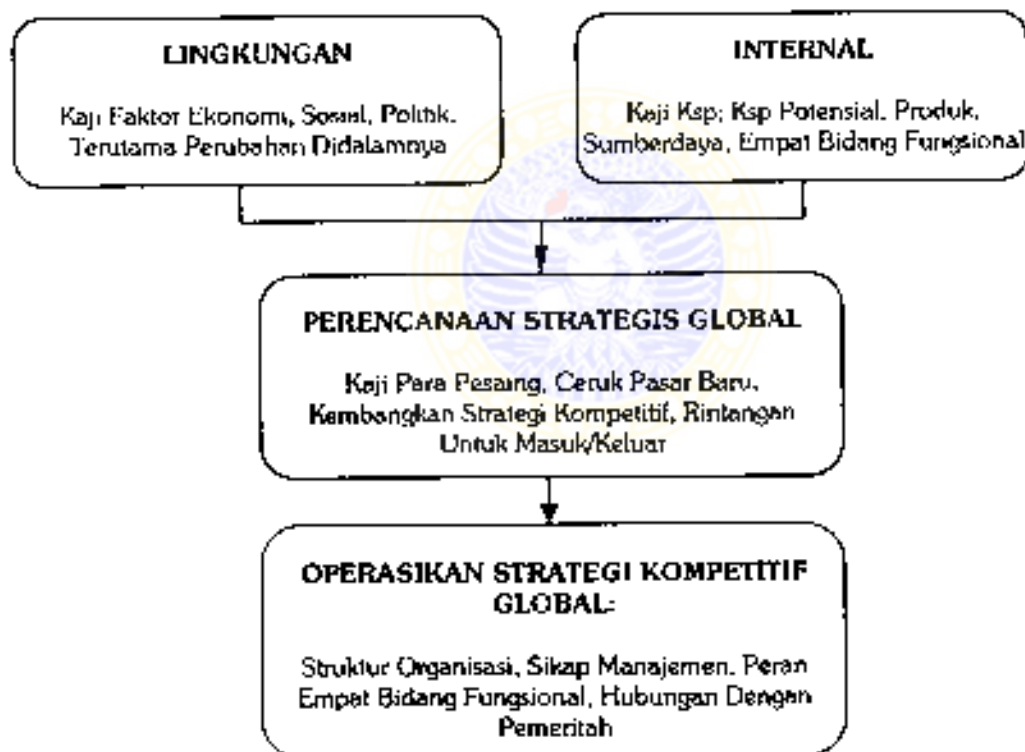 LINGKUNGAN
Kaji Faktor Ekonomi, Sosial, Politik.
Terutama Perubahan Didalamnya
INTERNAL
Kaji Ksp; Ksp Potensial. Produk,
Sumberdaya, Empat Bidang Fungsional
PERENCANAAN STRATEGIS GLOBAL
Kaji Para Pesaing, Ceruk Pasar Baru,
Kembangkan Strategi Kompetitif, Rintangan
Untuk Masuk/Keluar
OPERASIKAN STRATEGI KOMPETITIF
GLOBAL:
Struktur Organisasi, Sikap Manajemen. Peran
Empat Bidang Fungsional, Hubungan Dengan
Pemeritah